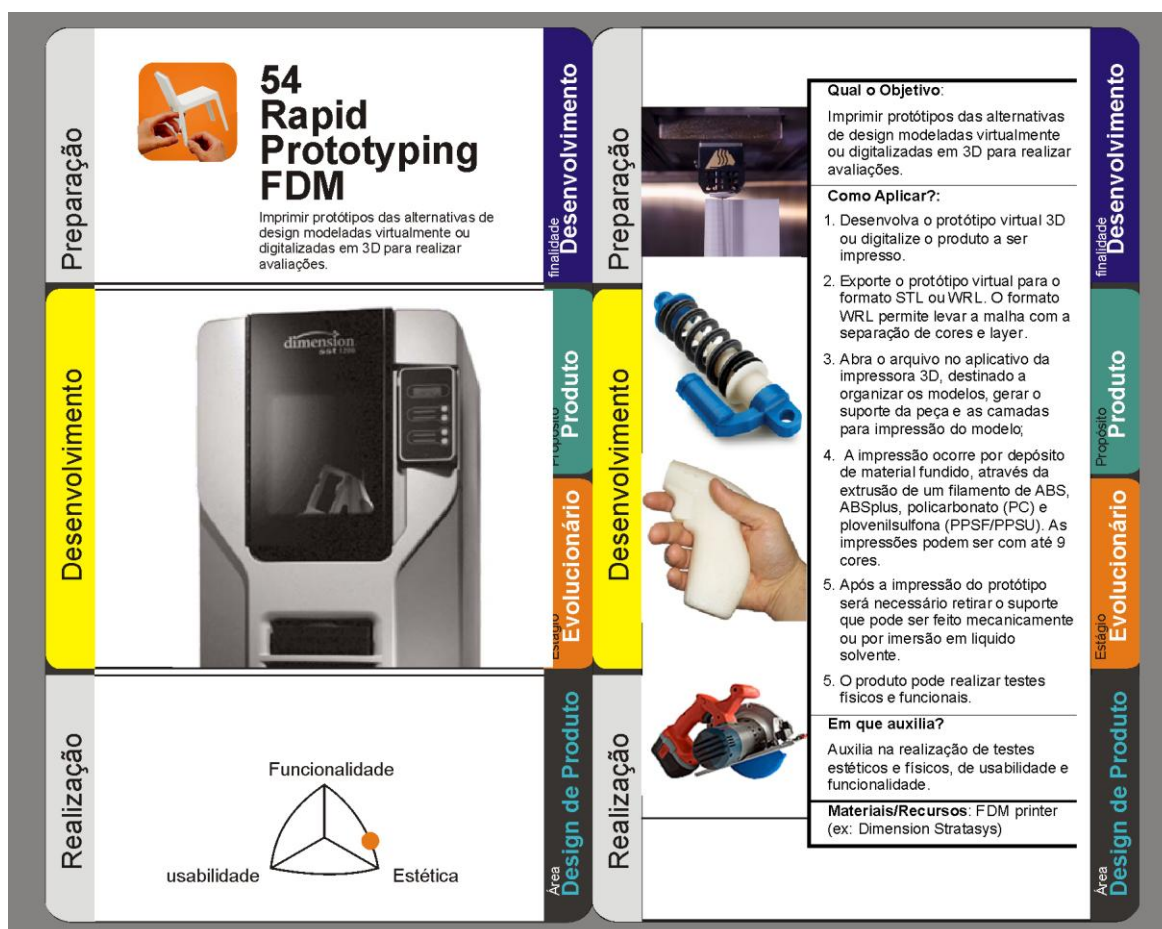 Preparação
54
Rapid
Prototyping
FDM
Imprimir protótipos das alternativas de
design modeladas virtualmente ou
digitalizadas em 3D para realizar
avaliações.
finalidade
Desenvolvimento
Desenvolvimento
dimension
1200
Propósito
Produto
Estágio
Evolucionário
Realização
Funcionalidade
usabilidade
Estética
Área
Design de Produto
Preparação
Desenvolvimento
Realização
Qual o Objetivo:
Imprimir protótipos das alternativas
de design modeladas virtualmente
ou digitalizadas em 3D para realizar
avaliações.
Como Aplicar?:
1. Desenvolva o protótipo virtual 3D
ou digitalize o produto a ser
impresso.
2. Exporte o protótipo virtual para o
formato STL ou WRL. O formato
WRL permite levar a malha com a
separação de cores e layer.
3. Abra o arquivo no aplicativo da
impressora 3D, destinado a
organizar os modelos, gerar o
suporte da peça e as camadas
para impressão do modelo;
4. A impressão ocorre por depósito
de material fundido, através da
extrusão de um filamento de ABS,
ABSplus, policarbonato (PC) e
plovenilsulfona (PPSF/PPSU). As
impressões podem ser com até 9
cores.
5. Após a impressão do protótipo
será necessário retirar o suporte
que pode ser feito mecanicamente
ou por imersão em liquido
solvente.
5. O produto pode realizar testes
físicos e funcionais.
Em que auxilia?
Auxilia na realização de testes
estéticos e físicos, de usabilidade e
funcionalidade.
Materiais/Recursos: FDM printer
(ex: Dimension Stratasys)
finalidade
Desenvolvimento
Propósito
Produto
Estágio
Evolucionário
Área
Design de Produto